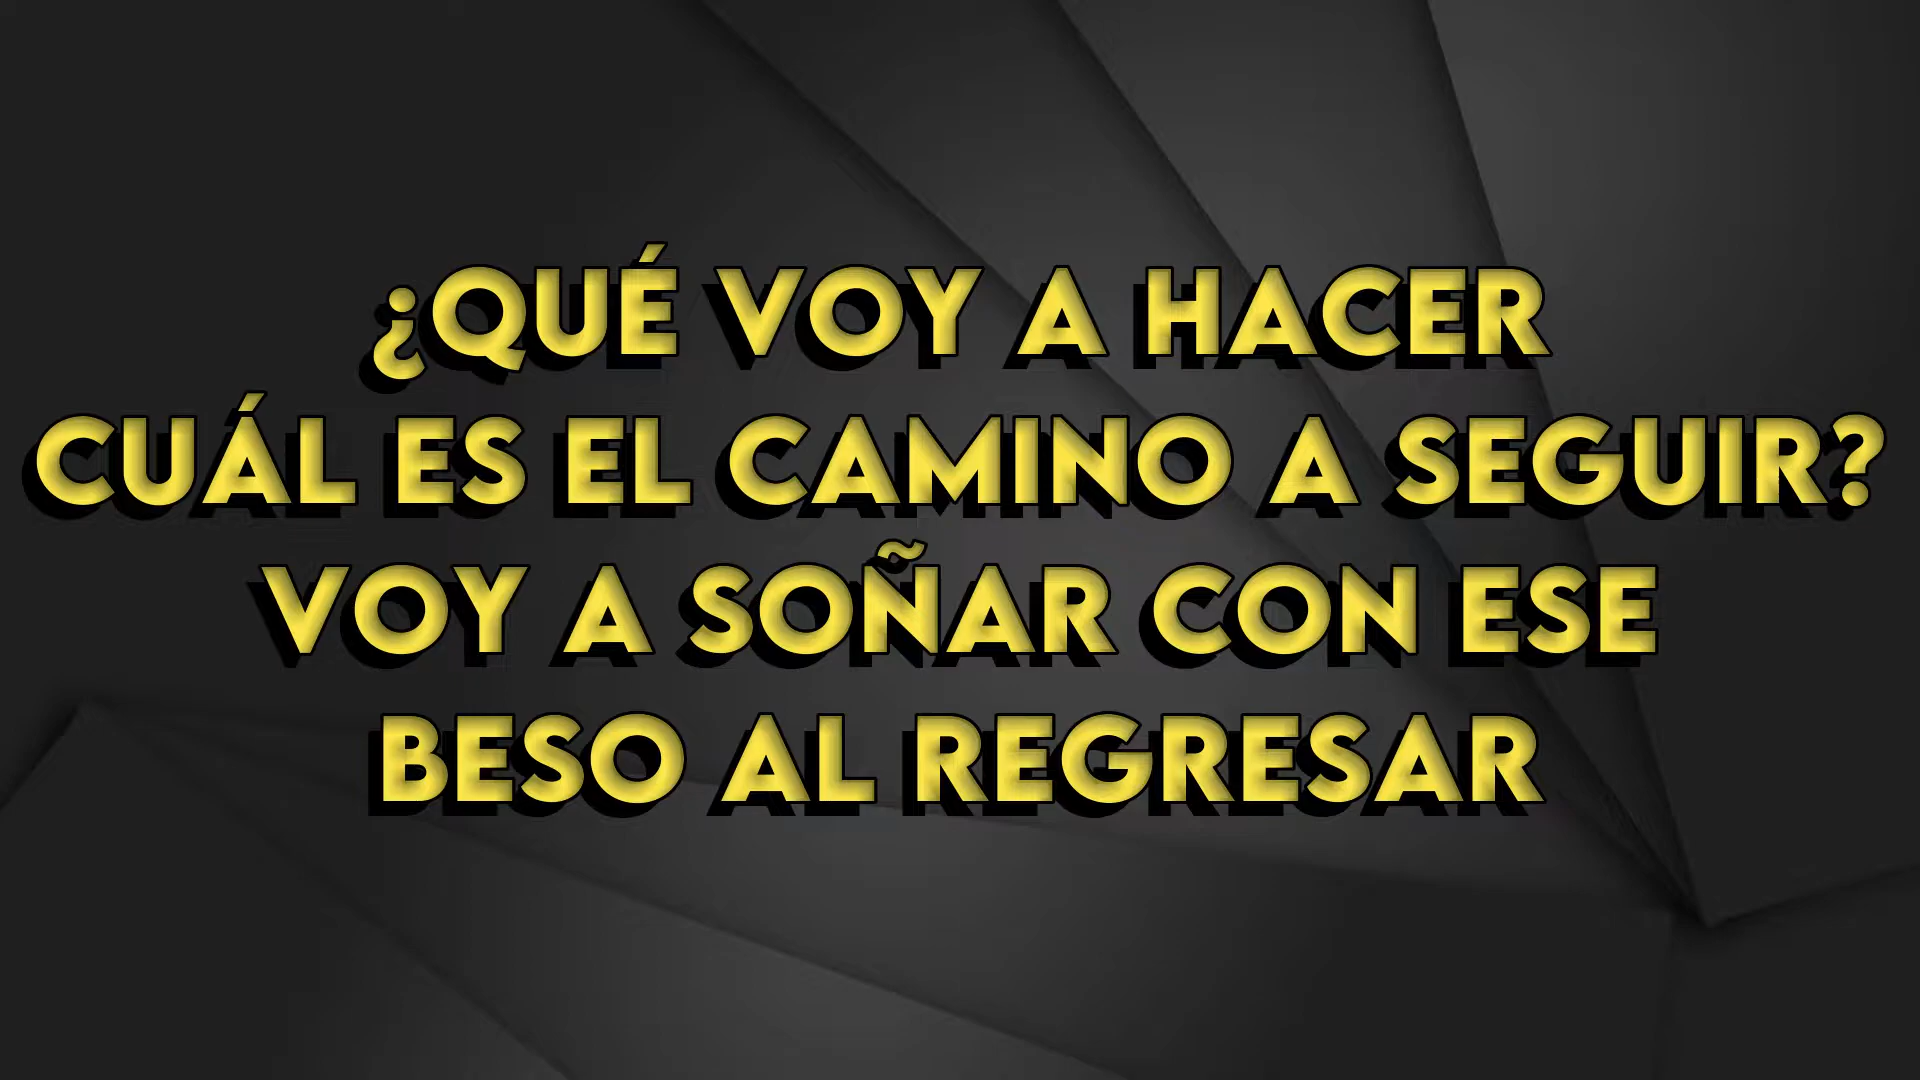 ¿QUÉ VOY A HACER
CUÁL ES EL CAMINO A SEGUIR?
VOY A SOÑAR CON ESE
BESO AL REGRESAR